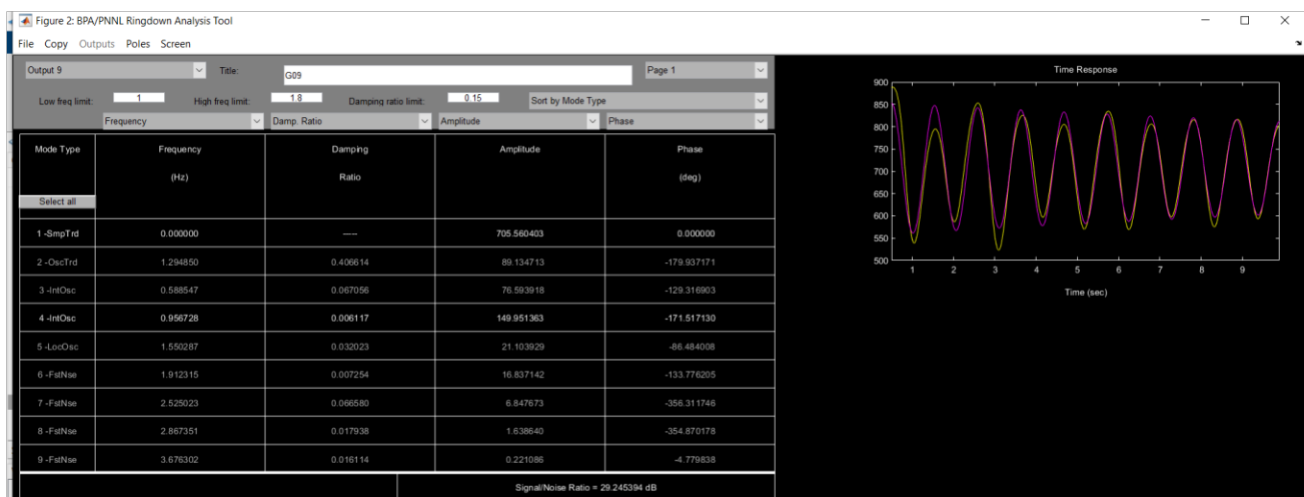 Figure 2: BPA/PNNL Ringdown Analysis Tool
File Copy Outputs Poles Screen
Output 9 Title: G09 Page 1
Low freq limit: 1 High freq limit: 1.8 Damping ratio limit: 0.15 Sort by Mode Type
Frequency Damp. Ratio Amplitude Phase
Mode Type Frequency Damping Amplitude Phase
(Hz) Ratio (deg)
Select all
1 -SmpTrd 0.000000 ---- 705.560403 0.000000
2 -OscTrd 1.294850 0.406614 89.134713 -179.937171
3 -IntOsc 0.588547 0.067056 76.593918 -129.316903
4 -IntOsc 0.956728 0.006117 149.951363 -171.517130
5 -LocOsc 1.550287 0.032023 21.103929 -86.484008
6 -FstNse 1.912315 0.007254 16.837142 -133.776205
7 -FstNse 2.525023 0.066580 6.847673 -356.311746
8 -FstNse 2.867351 0.017938 1.638640 -354.870178
9 -FstNse 3.676302 0.016114 0.221086 -4.779838
Signal/Noise Ratio = 29.245394 dB
Time Response
900
850
800
750
700
650
600
550
500
1 2 3 4 5 6 7 8 9
Time (sec)